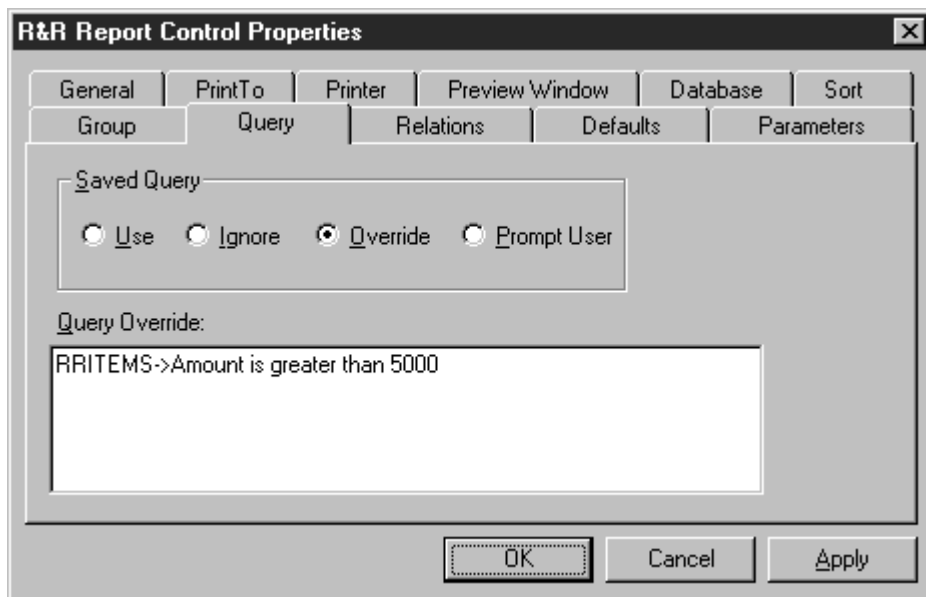 R&R Report Control Properties
General PrintTo Printer Preview Window Database Sort
Group Query Relations Defaults Parameters
Saved Query
Use Ignore Override Prompt User
Query Override:
RRITEMS->Amount is greater than 5000
OK Cancel Apply